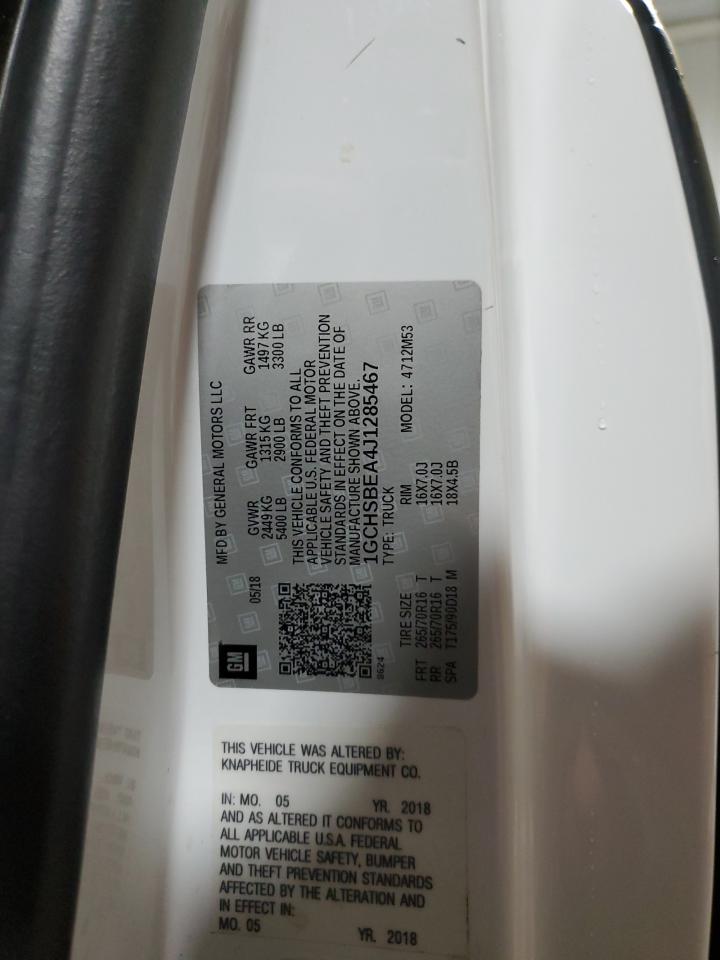 MFD BY GENERAL MOTORS LLC
05/18
GVWR GAWR FRT GAWR RR
2449 KG 1315 KG 1497 KG
5400 LB 2900 LB 3300 LB
THIS VEHICLE CONFORMS TO ALL
APPLICABLE U.S. FEDERAL MOTOR
VEHICLE SAFETY AND THEFT PREVENTION
STANDARDS IN EFFECT ON THE DATE OF
MANUFACTURE SHOWN ABOVE.
1GCHSBEA4J1285467
TYPE: TRUCK MODEL: 4712M53
GM
8624
TIRE SIZE RIM
FRT 265/70R16 T 16X7.0J
RR 265/70R16 T 16X7.0J
SPA T175/90D18 M 18X4.5B
THIS VEHICLE WAS ALTERED BY:
KNAPHEIDE TRUCK EQUIPMENT CO.
IN: MO. 05 YR. 2018
AND AS ALTERED IT CONFORMS TO
ALL APPLICABLE U.S.A. FEDERAL
MOTOR VEHICLE SAFETY, BUMPER
AND THEFT PREVENTION STANDARDS
AFFECTED BY THE ALTERATION AND
IN EFFECT IN:
MO. 05 YR. 2018